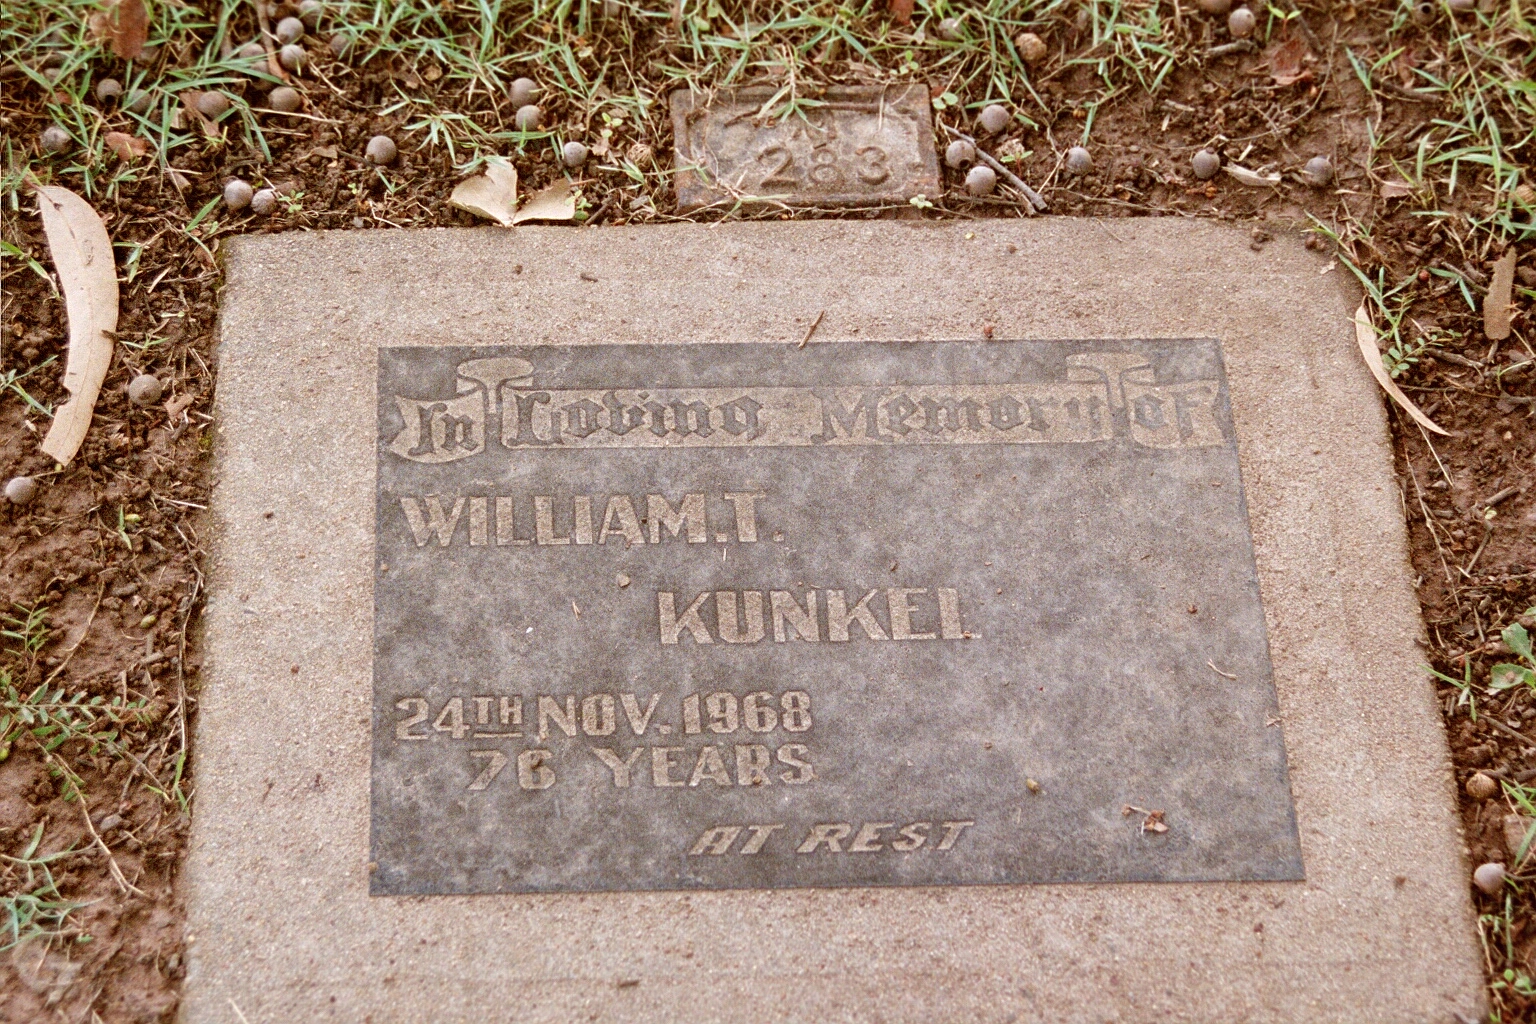 283
In Loving Memory of
WILLIAM.T.
KUNKEL
24TH NOV. 1968
76 YEARS
AT REST